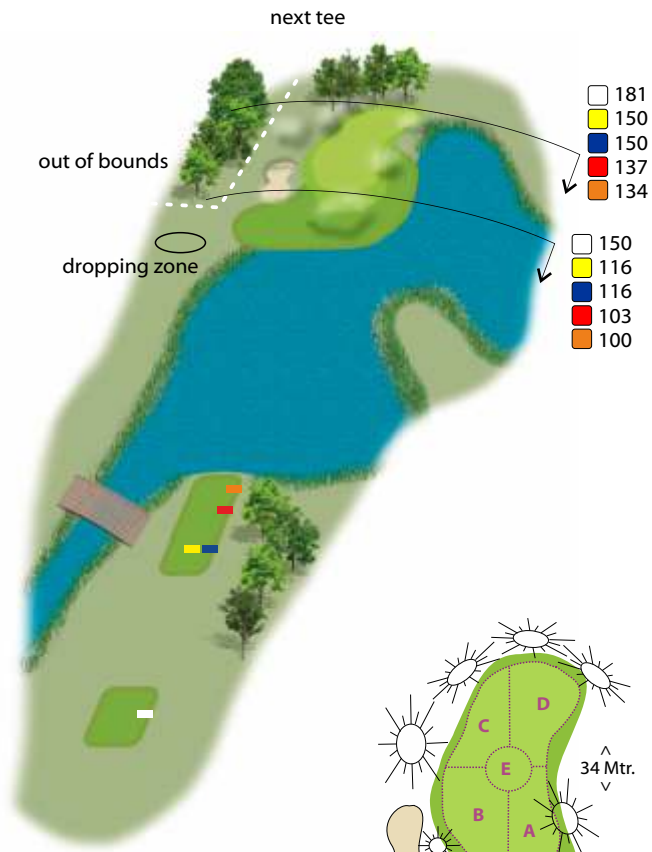 next tee
181
150
150
137
134
out of bounds
dropping zone
150
116
116
103
100
D
C
E
34 Mtr.
B
A